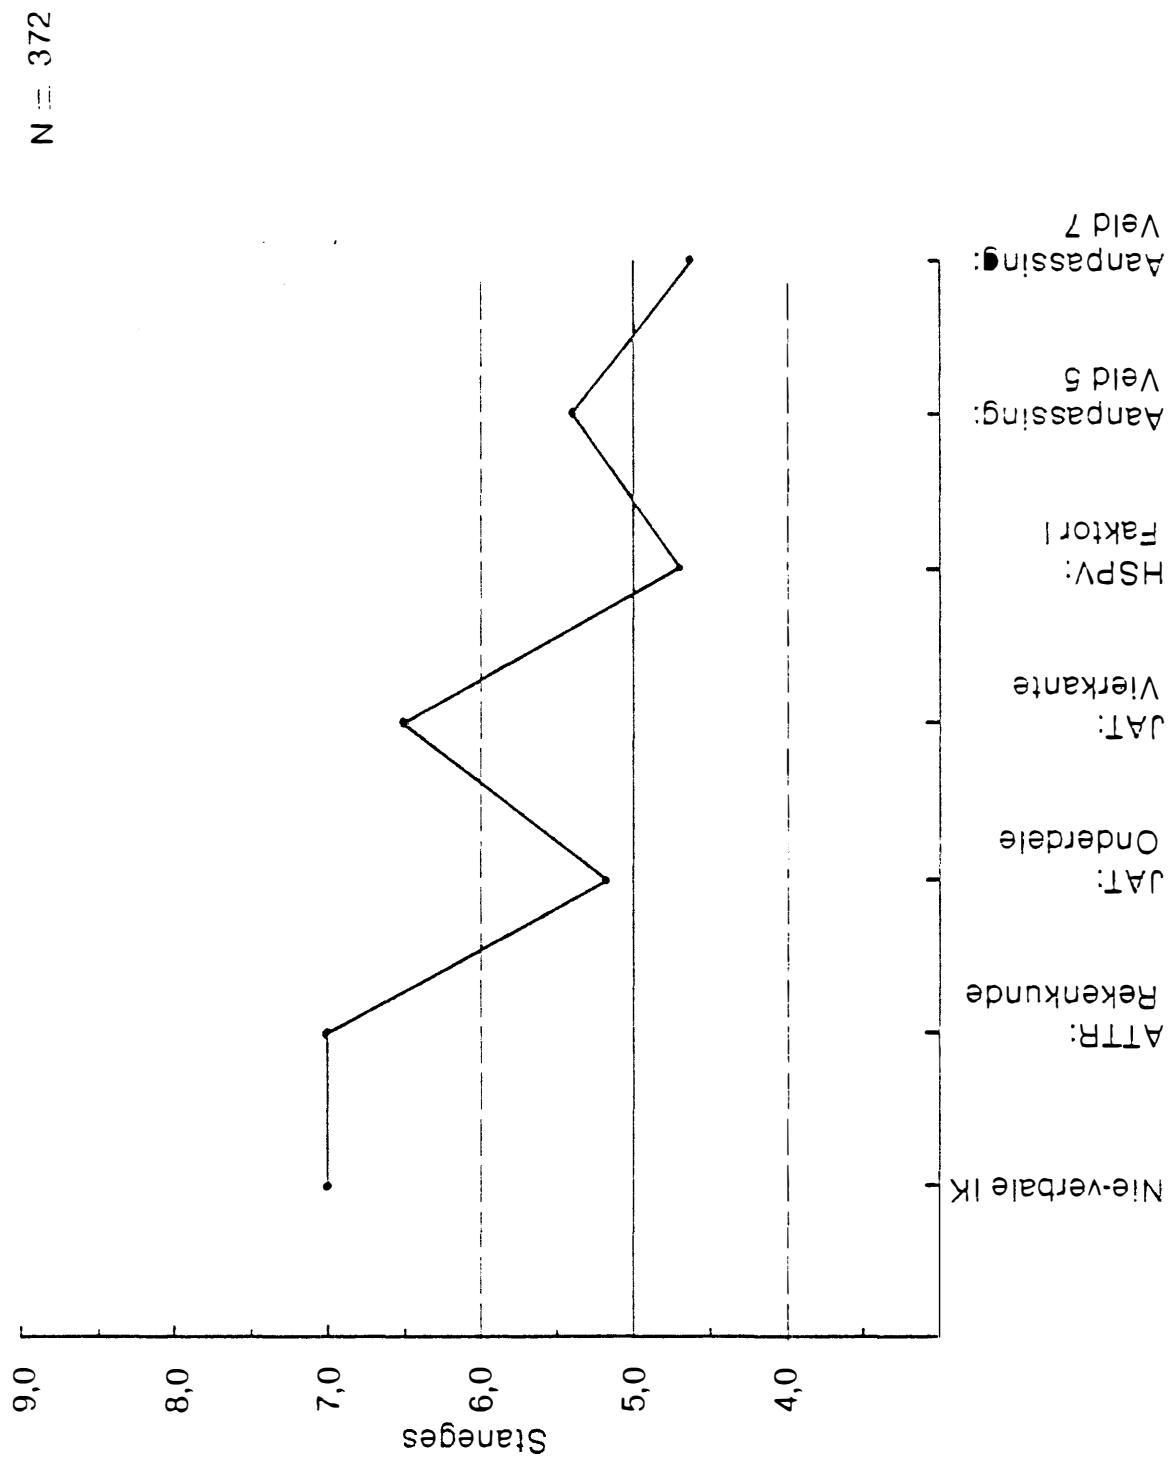 N = 372
Staneges
9,0
8,0
7,0
6,0
5,0
4,0
Nie-verbale IK
ATTR:
Rekenkunde
JAT:
Onderdele
JAT:
Vierkante
HSPV:
Faktor I
Aanpassing:
Veld 5
Aanpassing:
Veld 7